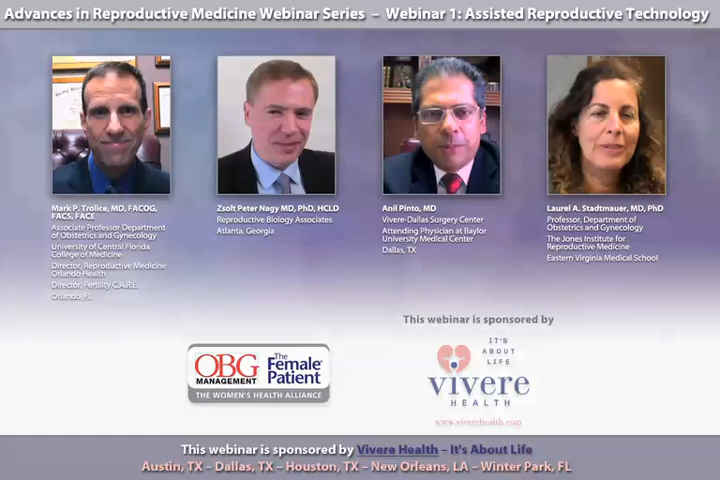 Advances in Reproductive Medicine Webinar Series – Webinar 1: Assisted Reproductive Technology
Mark P. Trolice, MD, FACOG,
FACS, FACE
Associate Professor Department
of Obstetrics and Gynecology
University of Central Florida
College of Medicine
Director, Reproductive Medicine
Orlando Health
Director, Fertility C.A.R.E.
Orlando, FL
Zsolt Peter Nagy MD, PhD, HCLD
Reproductive Biology Associates
Atlanta, Georgia
Anil Pinto, MD
Vivere-Dallas Surgery Center
Attending Physician at Baylor
University Medical Center
Dallas, TX
Laurel A. Stadtmauer, MD, PhD
Professor, Department of
Obstetrics and Gynecology
The Jones Institute for
Reproductive Medicine
Eastern Virginia Medical School
This webinar is sponsored by
OBG
MANAGEMENT
The
Female
Patient
THE WOMEN'S HEALTH ALLIANCE
IT'S
ABOUT
LIFE
vivere
HEALTH
www.viverehealth.com
This webinar is sponsored by Vivere Health – It's About Life
Austin, TX – Dallas, TX – Houston, TX – New Orleans, LA – Winter Park, FL